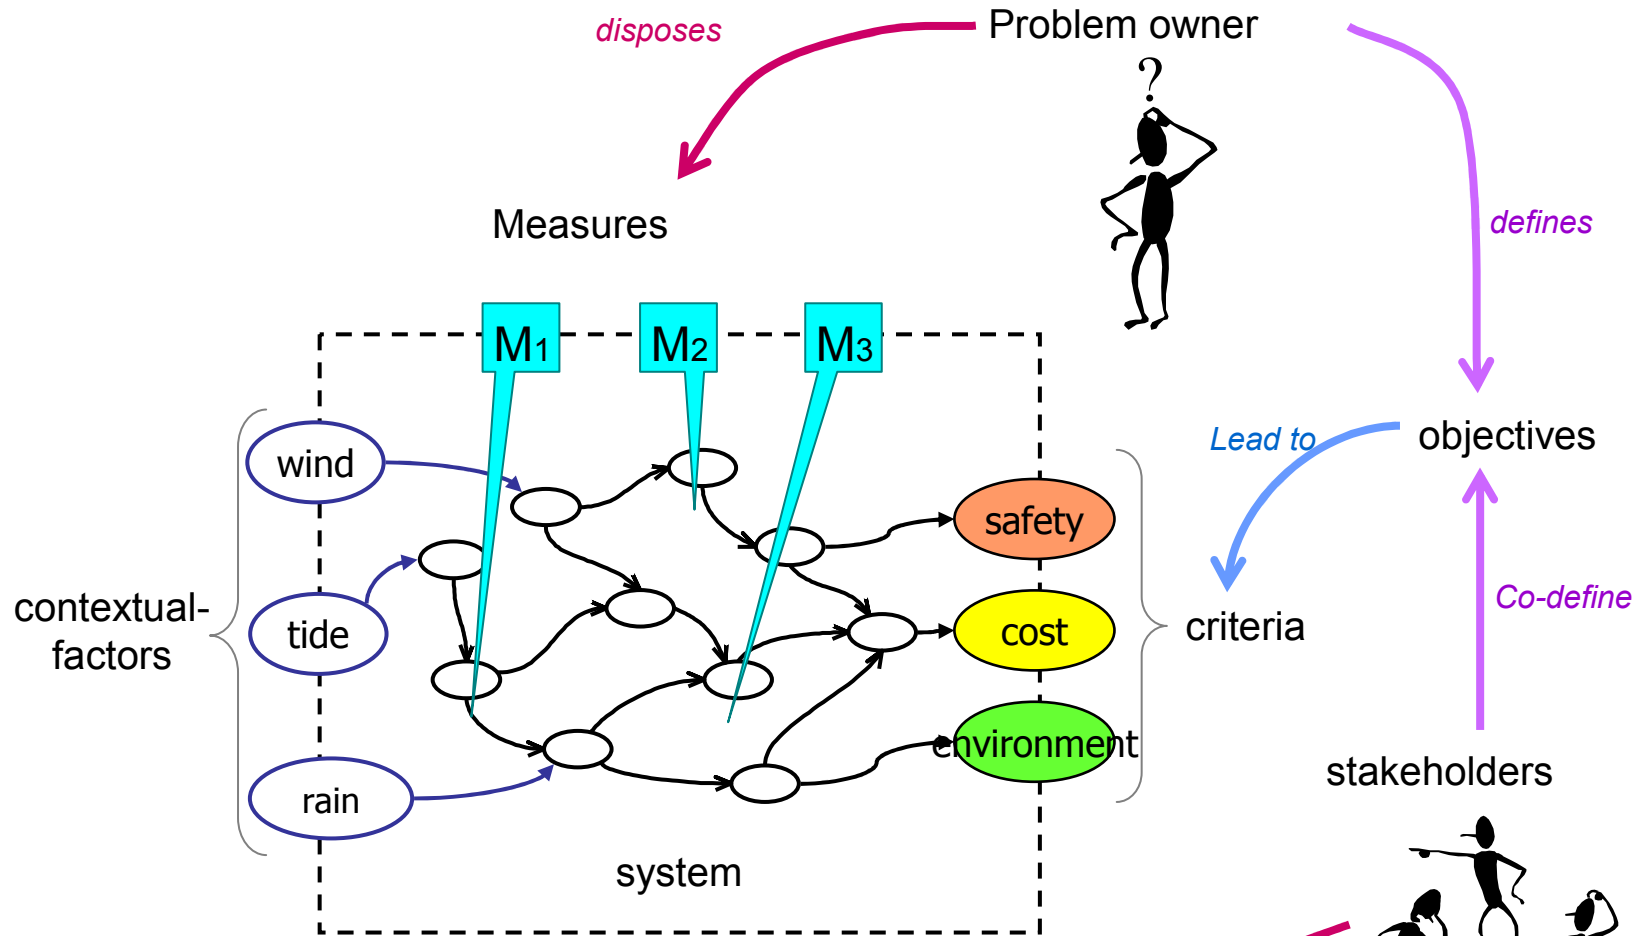 disposes
Problem owner
?
Measures
defines
M1
M2
M3
wind
Lead to
objectives
safety
contextual-
factors
tide
cost
criteria
Co-define
environment
stakeholders
rain
system